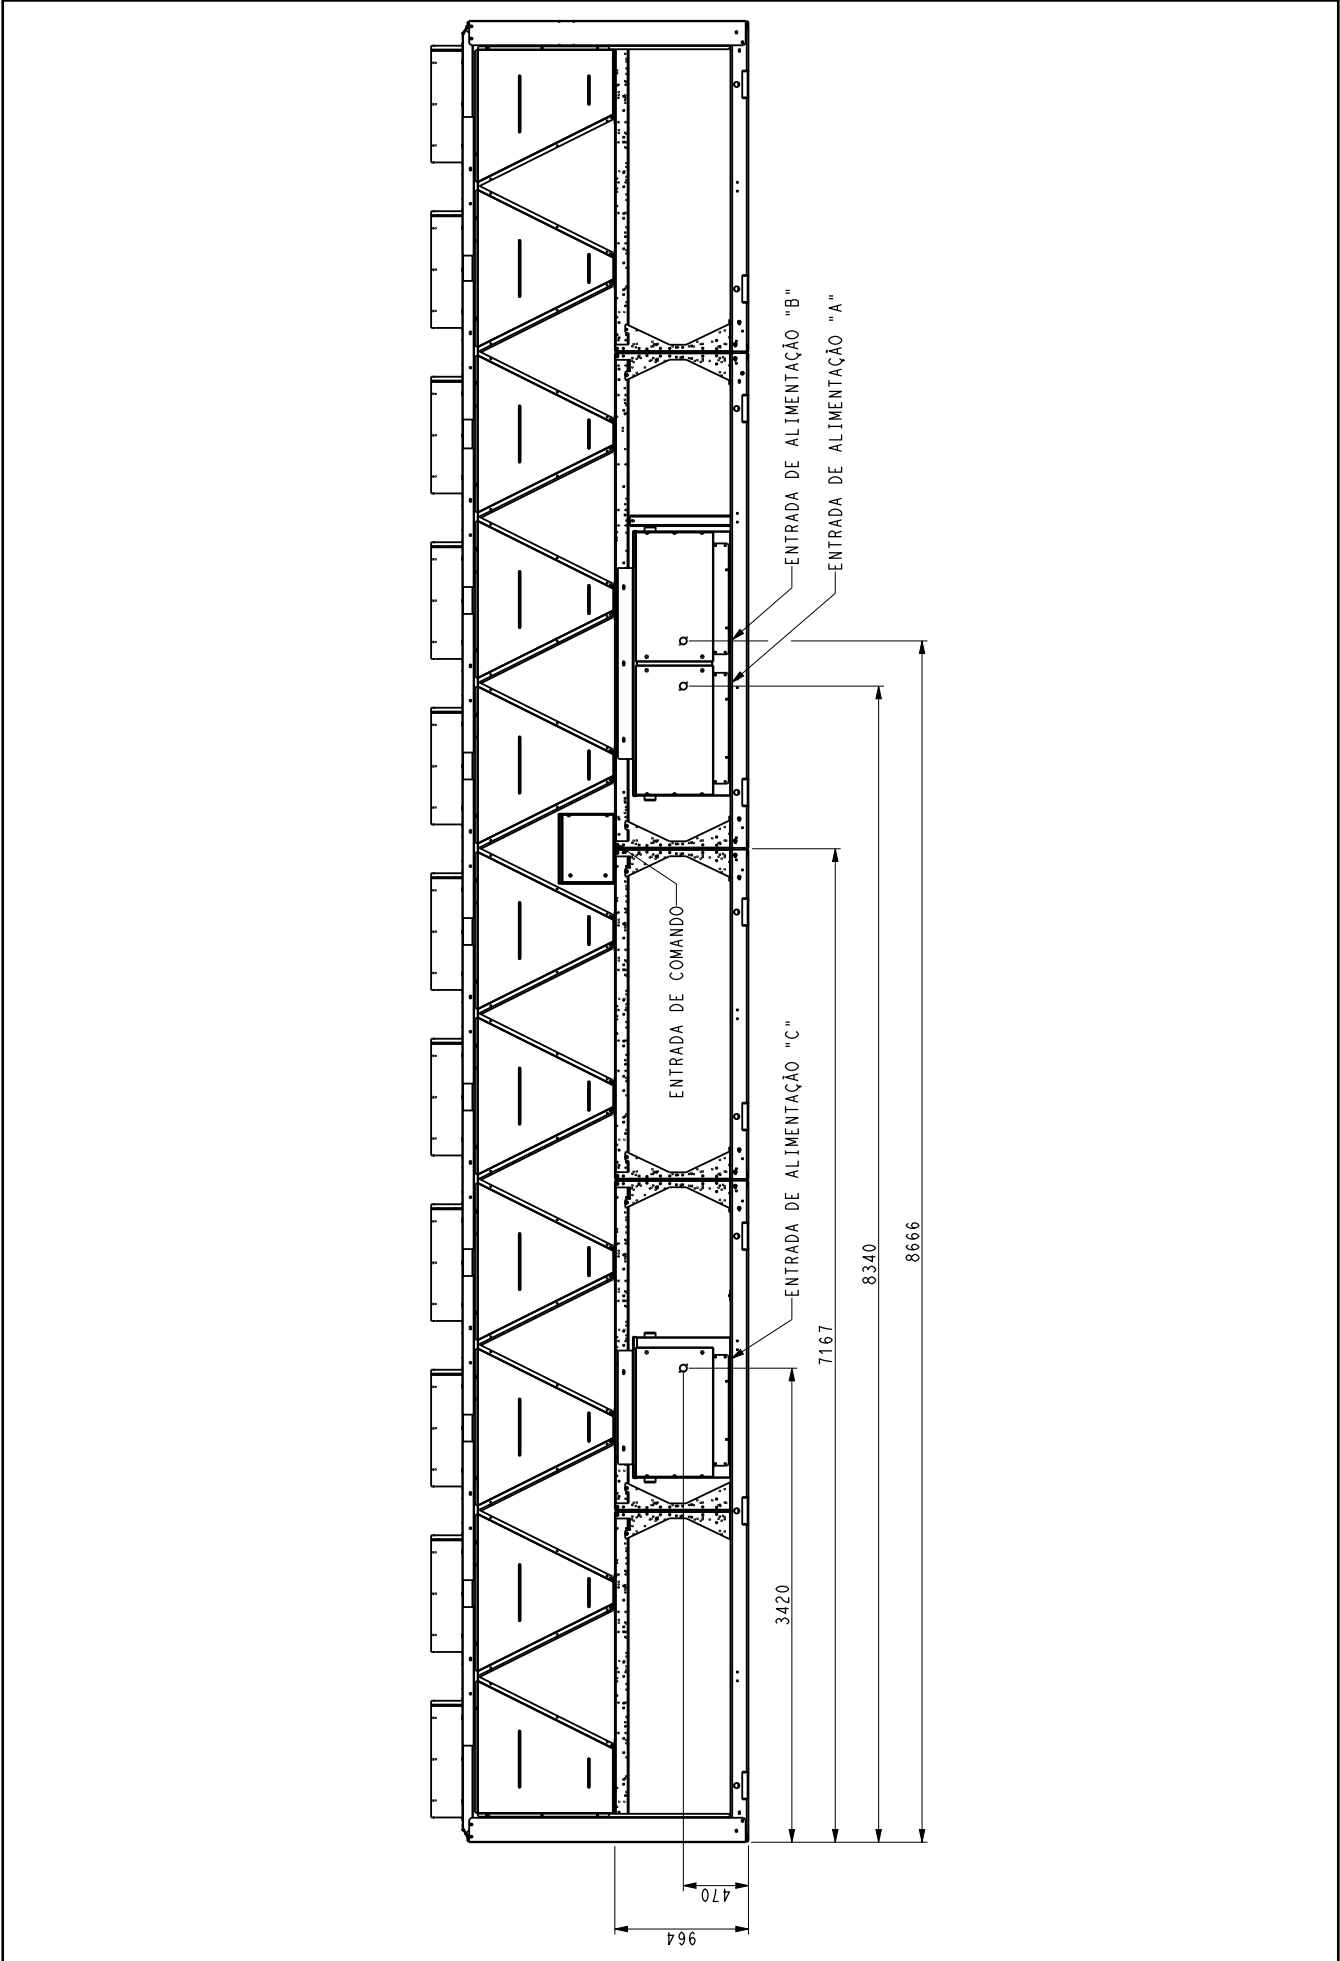 ENTRADA DE ALIMENTAÇÃO "B"
ENTRADA DE ALIMENTAÇÃO "A"
ENTRADA DE COMANDO
ENTRADA DE ALIMENTAÇÃO "C"
3420
7167
8340
8666
470
964